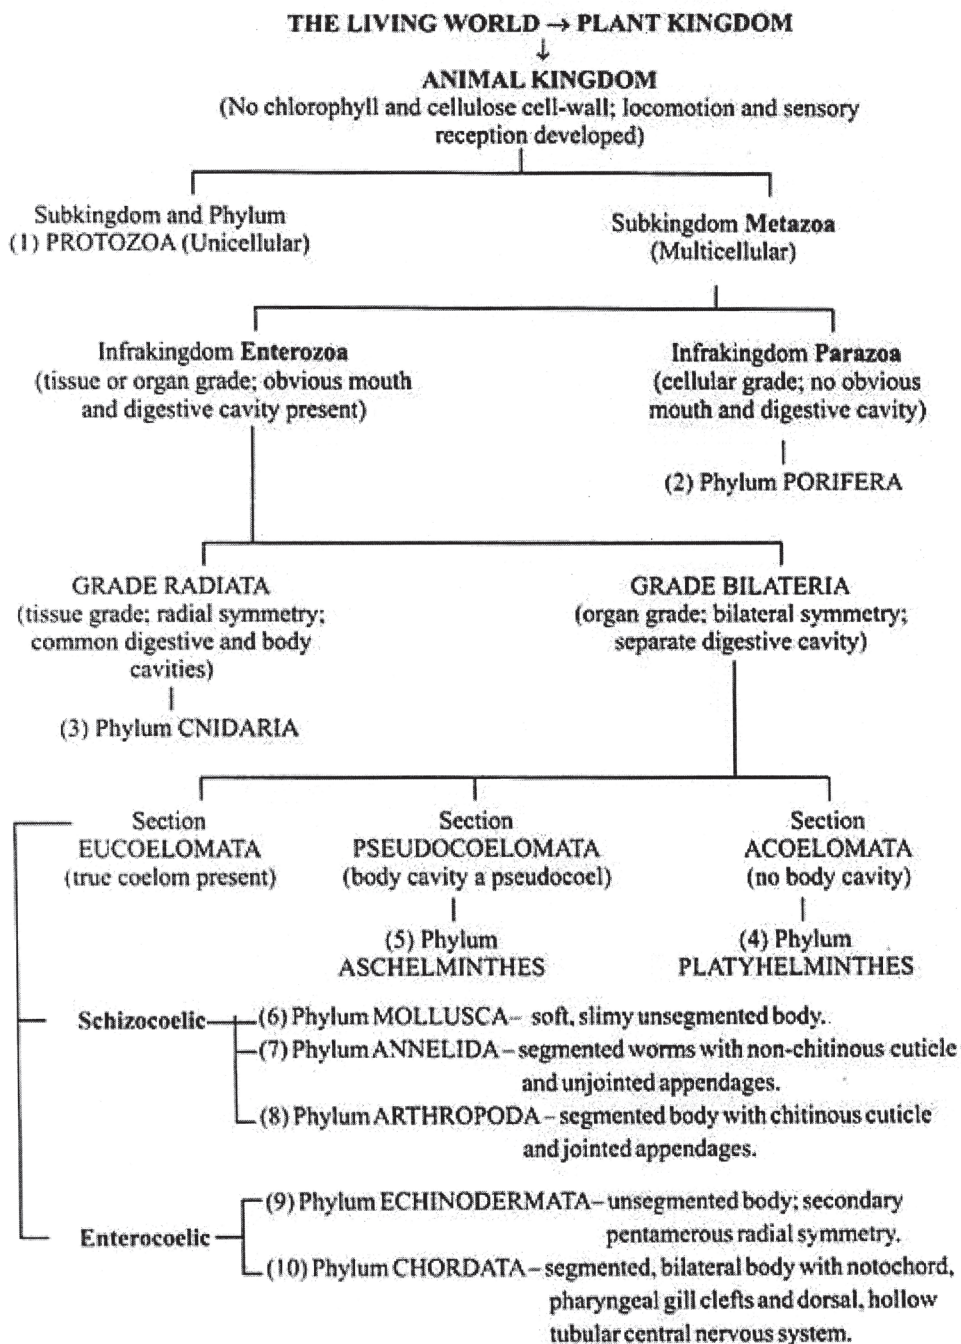 THE LIVING WORLD → PLANT KINGDOM
↓
ANIMAL KINGDOM
(No chlorophyll and cellulose cell-wall; locomotion and sensory
reception developed)
Subkingdom and Phylum
(1) PROTOZOA (Unicellular)
Subkingdom Metazoa
(Multicellular)
Infrakingdom Enterozoa
(tissue or organ grade; obvious mouth
and digestive cavity present)
Infrakingdom Parazoa
(cellular grade; no obvious
mouth and digestive cavity)
(2) Phylum PORIFERA
GRADE RADIATA
(tissue grade; radial symmetry;
common digestive and body
cavities)
(3) Phylum CNIDARIA
GRADE BILATERIA
(organ grade; bilateral symmetry;
separate digestive cavity)
Section
EUCOELOMATA
(true coelom present)
Section
PSEUDOCOELOMATA
(body cavity a pseudocoel)
(5) Phylum
ASCHELMINTHES
Section
ACOELOMATA
(no body cavity)
(4) Phylum
PLATYHELMINTHES
Schizocoelic
(6) Phylum MOLLUSCA – soft, slimy unsegmented body.
(7) Phylum ANNELIDA – segmented worms with non-chitinous cuticle
and unjointed appendages.
(8) Phylum ARTHROPODA – segmented body with chitinous cuticle
and jointed appendages.
Enterocoelic
(9) Phylum ECHINODERMATA – unsegmented body; secondary
pentamerous radial symmetry.
(10) Phylum CHORDATA – segmented, bilateral body with notochord,
pharyngeal gill clefts and dorsal, hollow
tubular central nervous system.